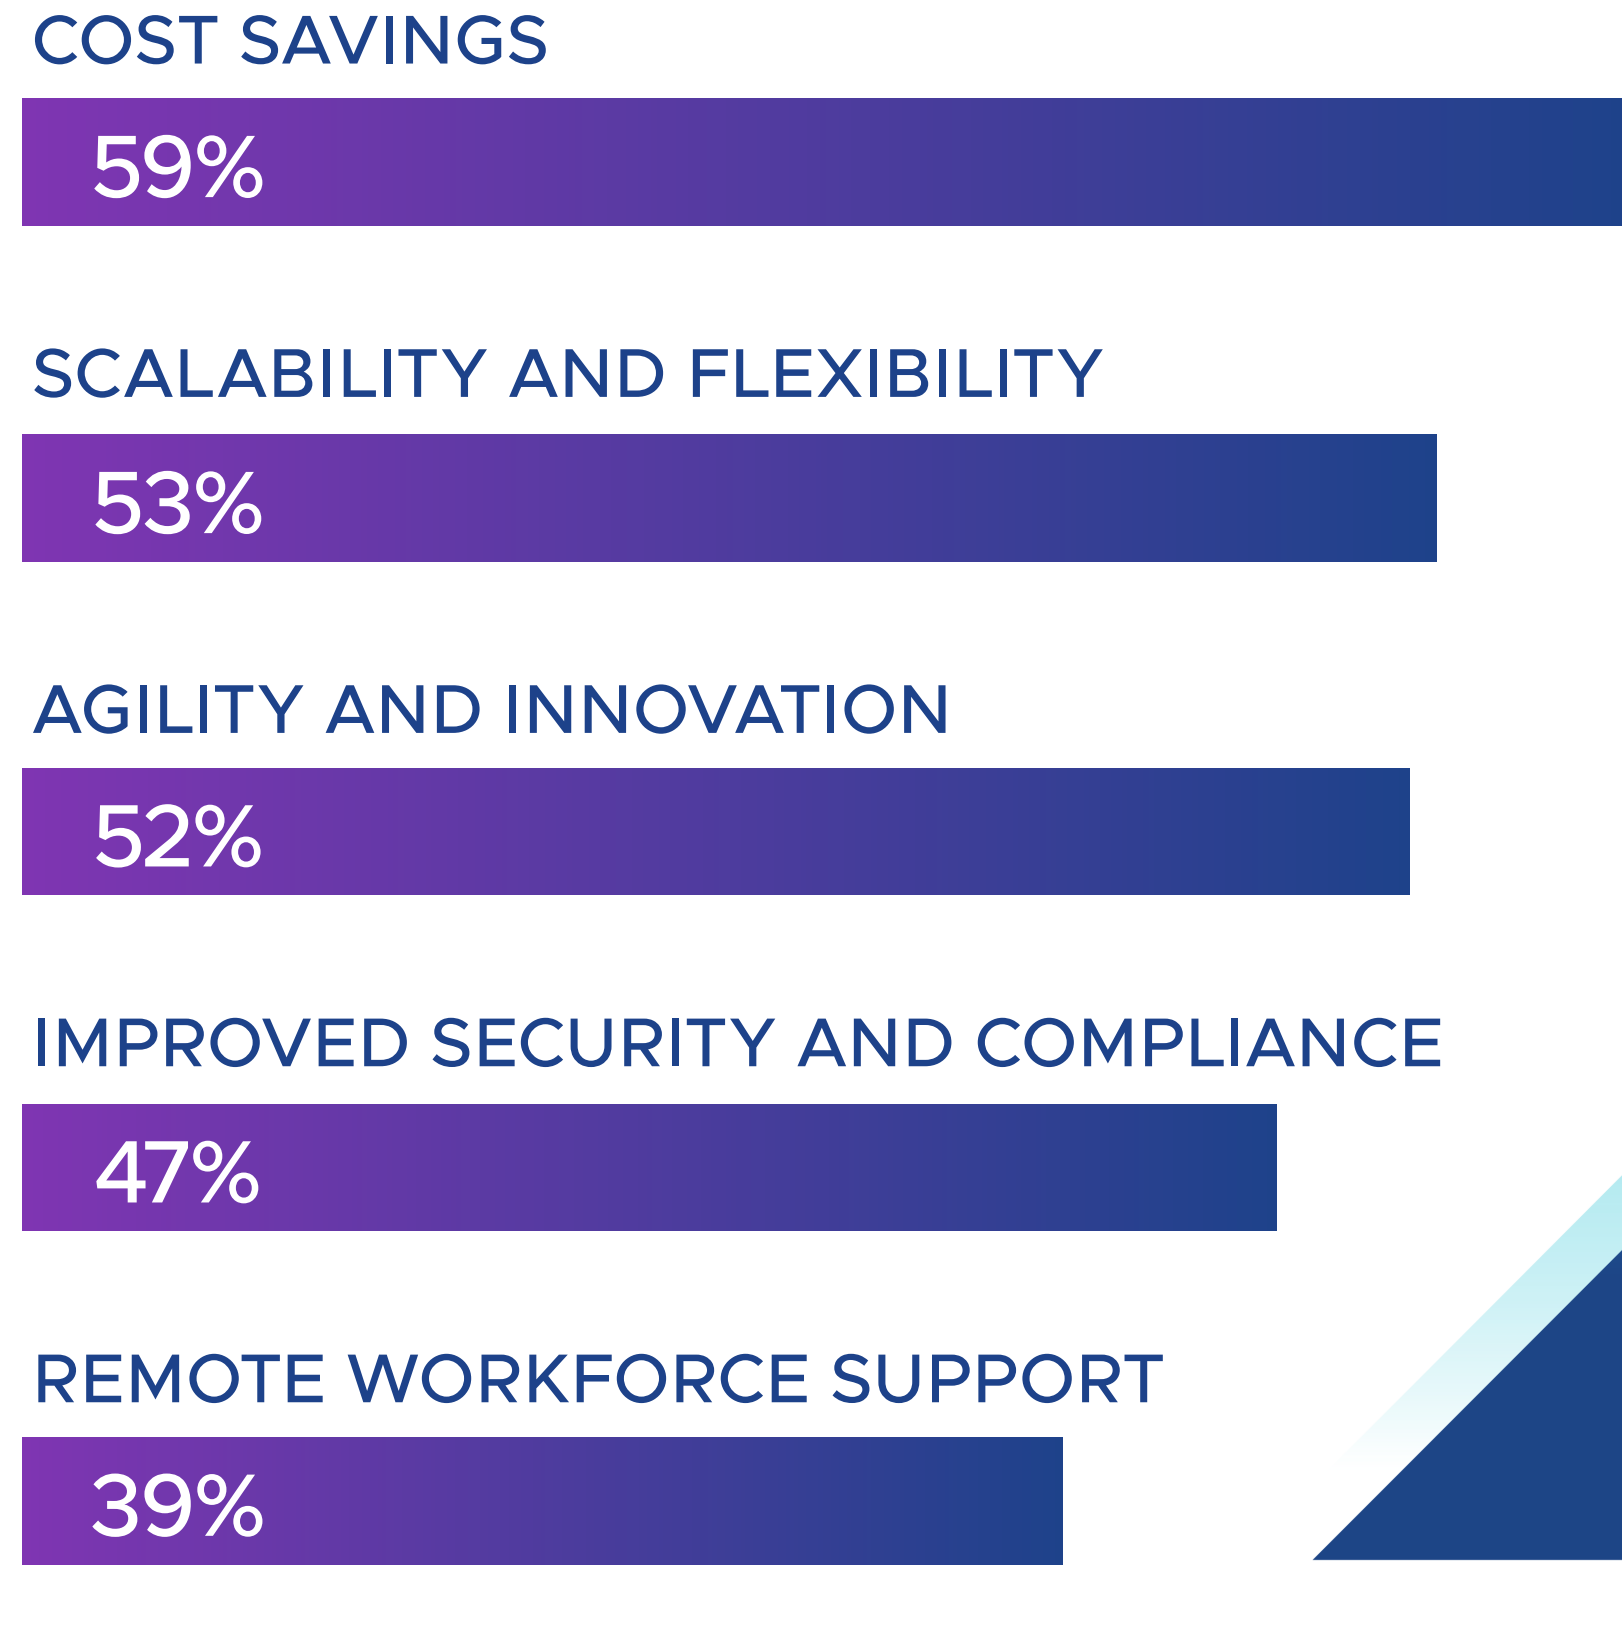 COST SAVINGS
59%
SCALABILITY AND FLEXIBILITY
53%
AGILITY AND INNOVATION
52%
IMPROVED SECURITY AND COMPLIANCE
47%
REMOTE WORKFORCE SUPPORT
39%